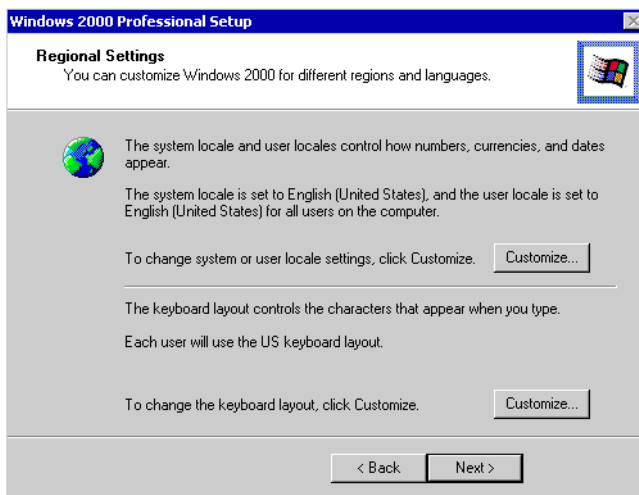 Windows 2000 Professional Setup
Regional Settings
You can customize Windows 2000 for different regions and languages.
The system locale and user locales control how numbers, currencies, and dates
appear.
The system locale is set to English (United States), and the user locale is set to
English (United States) for all users on the computer.
To change system or user locale settings, click Customize.
Customize...
The keyboard layout controls the characters that appear when you type.
Each user will use the US keyboard layout.
To change the keyboard layout, click Customize.
Customize...
< Back
Next >